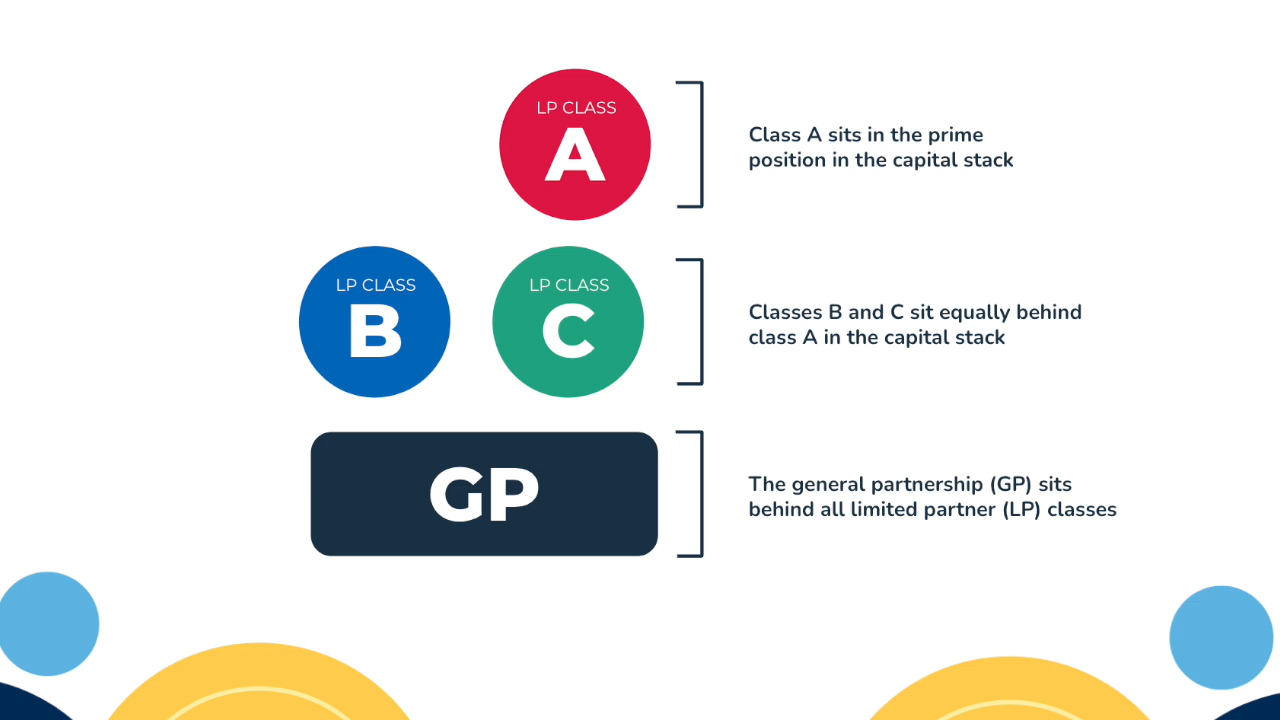 LP CLASS
A
Class A sits in the prime
position in the capital stack
LP CLASS
B
LP CLASS
C
Classes B and C sit equally behind
class A in the capital stack
GP
The general partnership (GP) sits
behind all limited partner (LP) classes